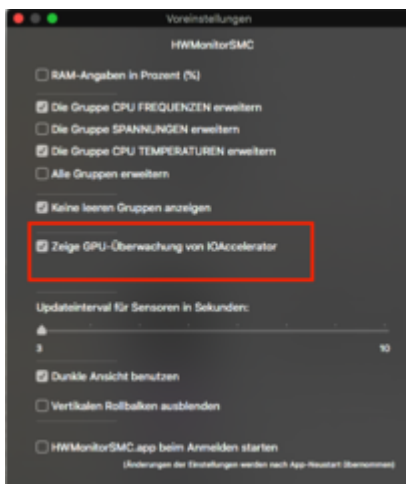 Voreinstellungen
HWMonitorSMC
RAM-Angaben in Prozent (%)
Die Gruppe CPU FREQUENZEN erweitern
Die Gruppe SPANNUNGEN erweitern
Die Gruppe CPU TEMPERATUREN erweitern
Alle Gruppen erweitern
Keine leeren Gruppen anzeigen
Zeige GPU-Überwachung von IOAccelerator
Updateinterval für Sensoren in Sekunden:
3 10
Dunkle Ansicht benutzen
Vertikalen Rollbalken ausblenden
HWMonitorSMC.app beim Anmelden starten
(Änderungen der Einstellungen werden nach App-Neustart übernommen)